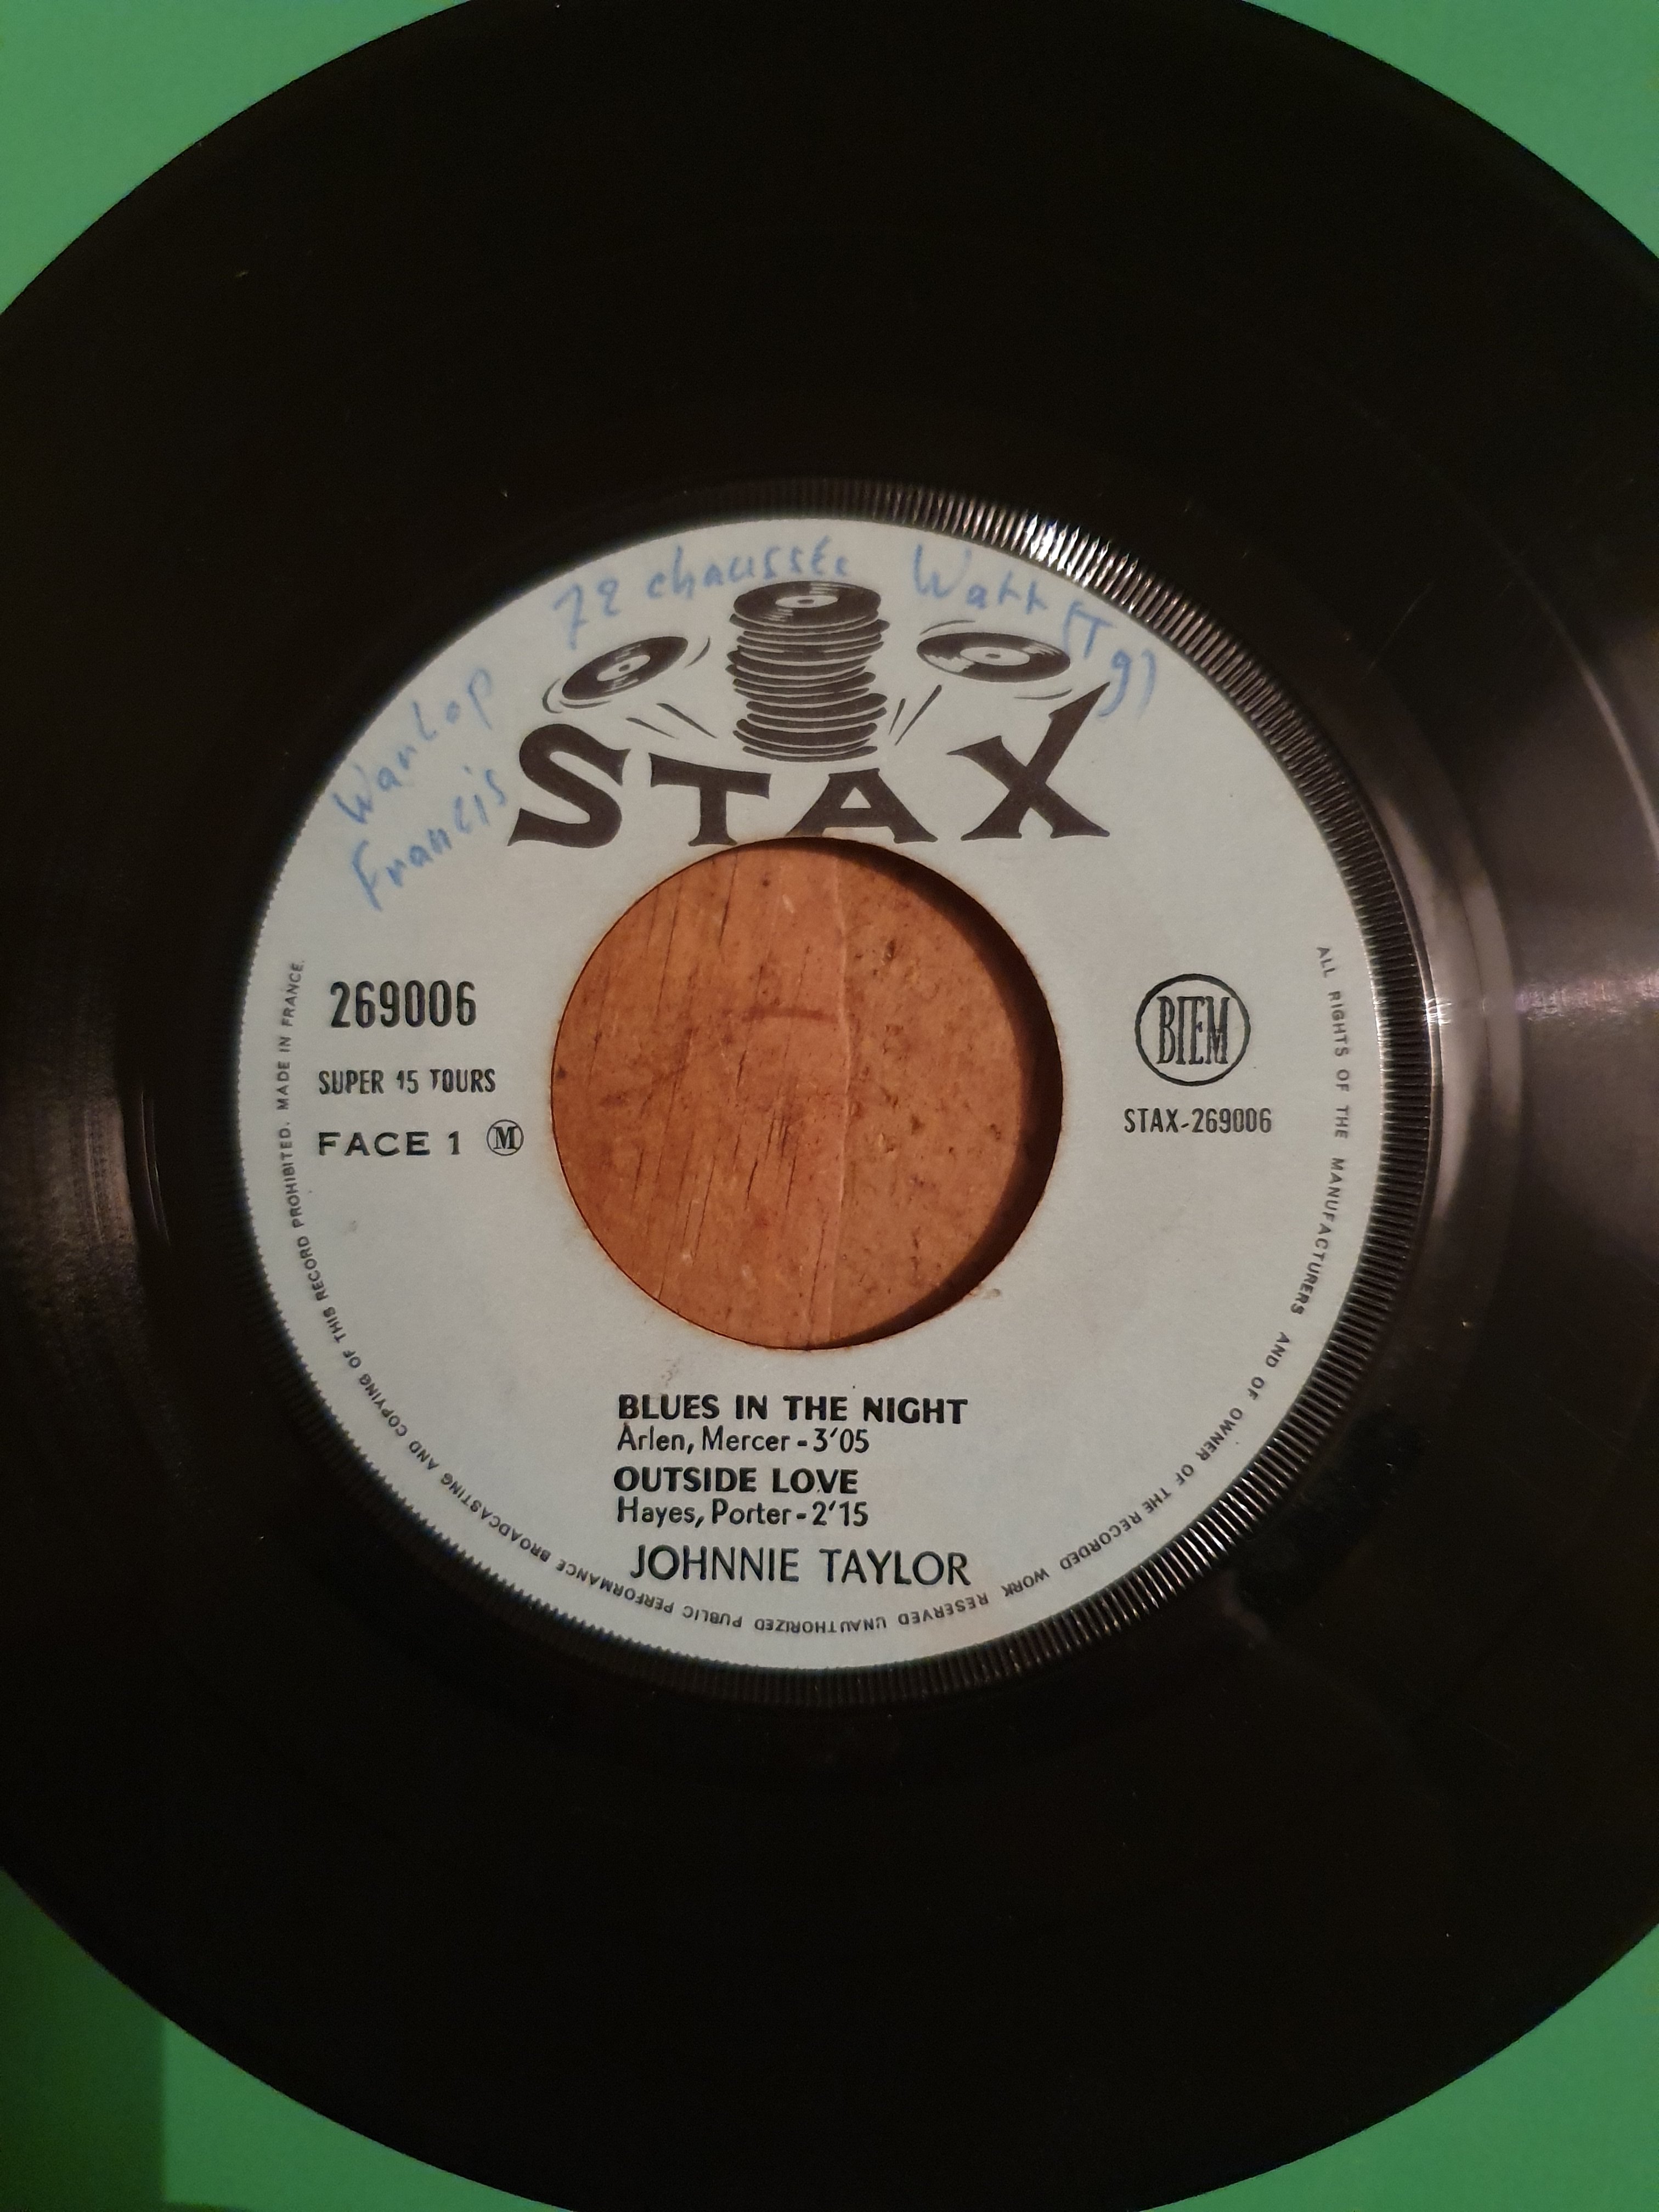 72 chaussée Watt
Wanlop
Francis
STAX
269006
SUPER 45 TOURS
FACE 1 M
BIEM
STAX-269006
BLUES IN THE NIGHT
Arlen, Mercer - 3'05
OUTSIDE LOVE
Hayes, Porter - 2'15
JOHNNIE TAYLOR
ALL RIGHTS OF THE MANUFACTURERS AND OF OWNER OF THE RECORDED WORK RESERVED UNAUTHORIZED PUBLIC PERFORMANCE BROADCASTING AND COPYING OF THIS RECORD PROHIBITED. MADE IN FRANCE.